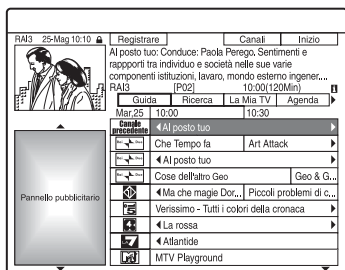 RAI3 25-Mag 10:10
Registrare Canali Inizio
Al posto tuo: Conduce: Paola Perego. Sentimenti e
rappporti tra individuo e società nelle sue varie
componenti istituzioni, lavaro, mondo esterno ingener...
RAI3 [P02] 10:00(120Min)
Guida Ricerca La Mia TV Agenda
Mar,25 10:00 10:30
Canale
precedente
Al posto tuo
Che Tempo fa Art Attack
Al posto tuo
Cose dell'altro Geo Geo & G...
Ma che magie Dor... Piccoli problemi di c...
Verissimo - Tutti i colori della cronaca
La rossa
Atlantide
MTV Playground
Pannello pubblicitario